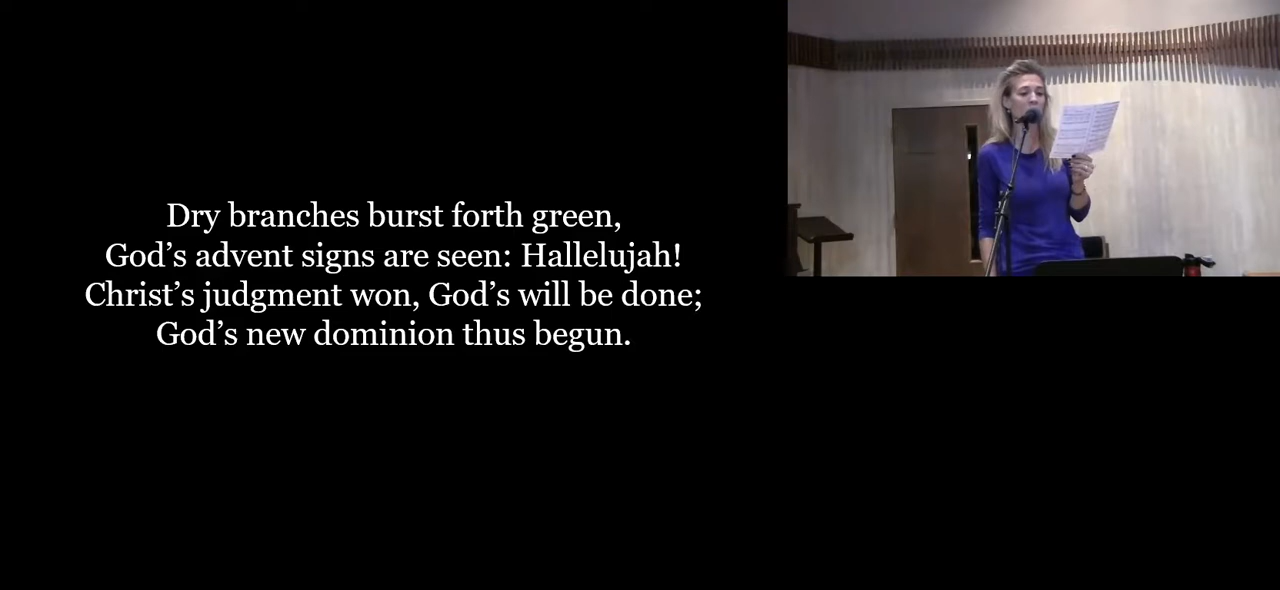 Dry branches burst forth green,
God’s advent signs are seen: Hallelujah!
Christ’s judgment won, God’s will be done;
God’s new dominion thus begun.